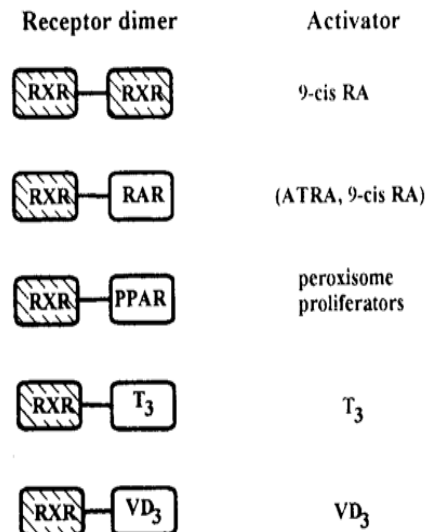 Receptor dimer Activator
RXR RXR 9-cis RA
RXR RAR (ATRA, 9-cis RA)
RXR PPAR peroxisome
proliferators
RXR T₃ T₃
RXR VD₃ VD₃